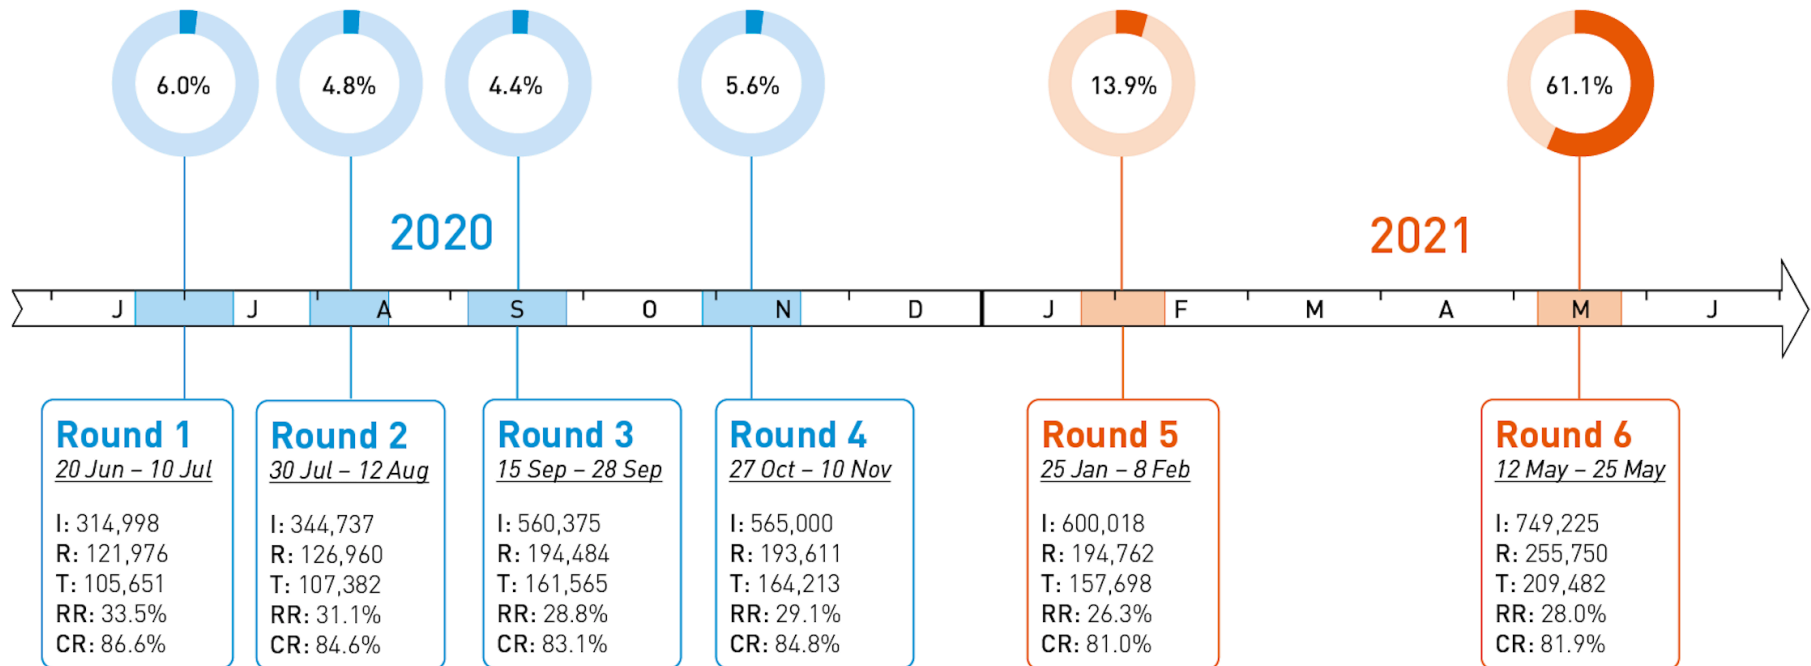 6.0%
4.8%
4.4%
5.6%
13.9%
61.1%
2020
2021
J J A S O N D J F M A M J
Round 1
20 Jun – 10 Jul
I: 314,998
R: 121,976
T: 105,651
RR: 33.5%
CR: 86.6%
Round 2
30 Jul – 12 Aug
I: 344,737
R: 126,960
T: 107,382
RR: 31.1%
CR: 84.6%
Round 3
15 Sep – 28 Sep
I: 560,375
R: 194,484
T: 161,565
RR: 28.8%
CR: 83.1%
Round 4
27 Oct – 10 Nov
I: 565,000
R: 193,611
T: 164,213
RR: 29.1%
CR: 84.8%
Round 5
25 Jan – 8 Feb
I: 600,018
R: 194,762
T: 157,698
RR: 26.3%
CR: 81.0%
Round 6
12 May – 25 May
I: 749,225
R: 255,750
T: 209,482
RR: 28.0%
CR: 81.9%